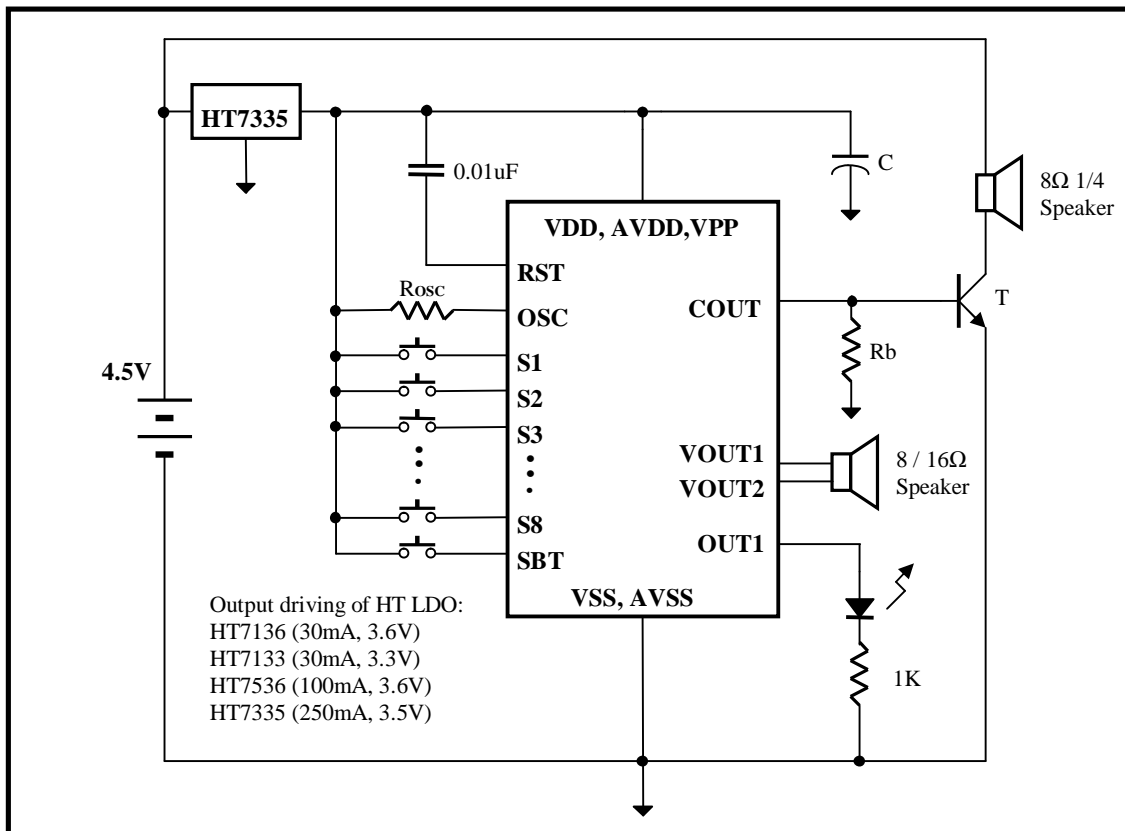 HT7335
0.01uF
C
8Ω 1/4
Speaker
VDD, AVDD,VPP
RST
Rosc
OSC
COUT
T
Rb
4.5V
S1
S2
S3
VOUT1
VOUT2
8 / 16Ω
Speaker
S8
SBT
OUT1
VSS, AVSS
1K
Output driving of HT LDO:
HT7136 (30mA, 3.6V)
HT7133 (30mA, 3.3V)
HT7536 (100mA, 3.6V)
HT7335 (250mA, 3.5V)